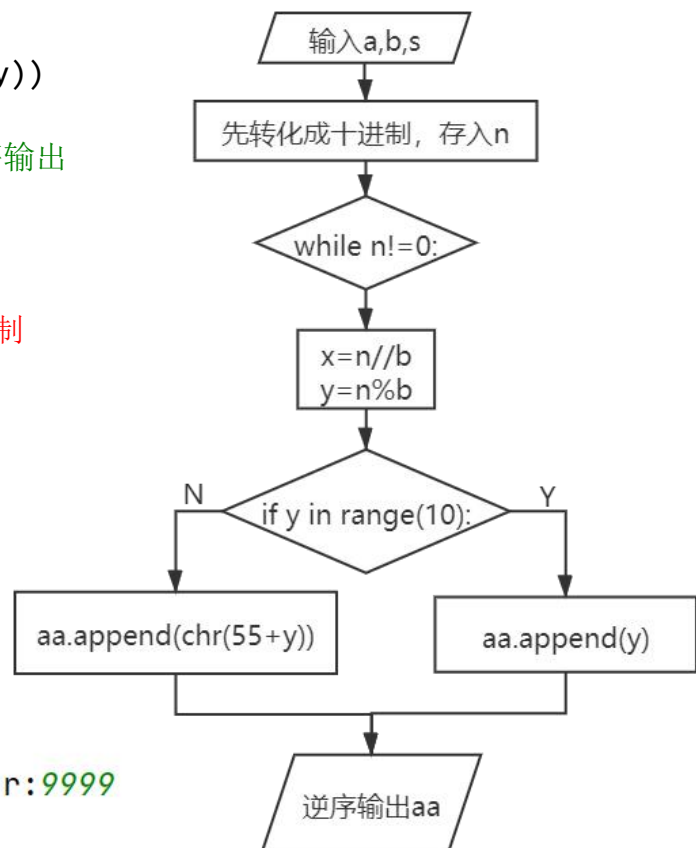 输入a,b,s
y))
先转化成十进制，存入n
输出
while n!=0:
制
x=n//b
y=n%b
N
Y
if y in range(10):
aa.append(chr(55+y))
aa.append(y)
r:9999
逆序输出aa